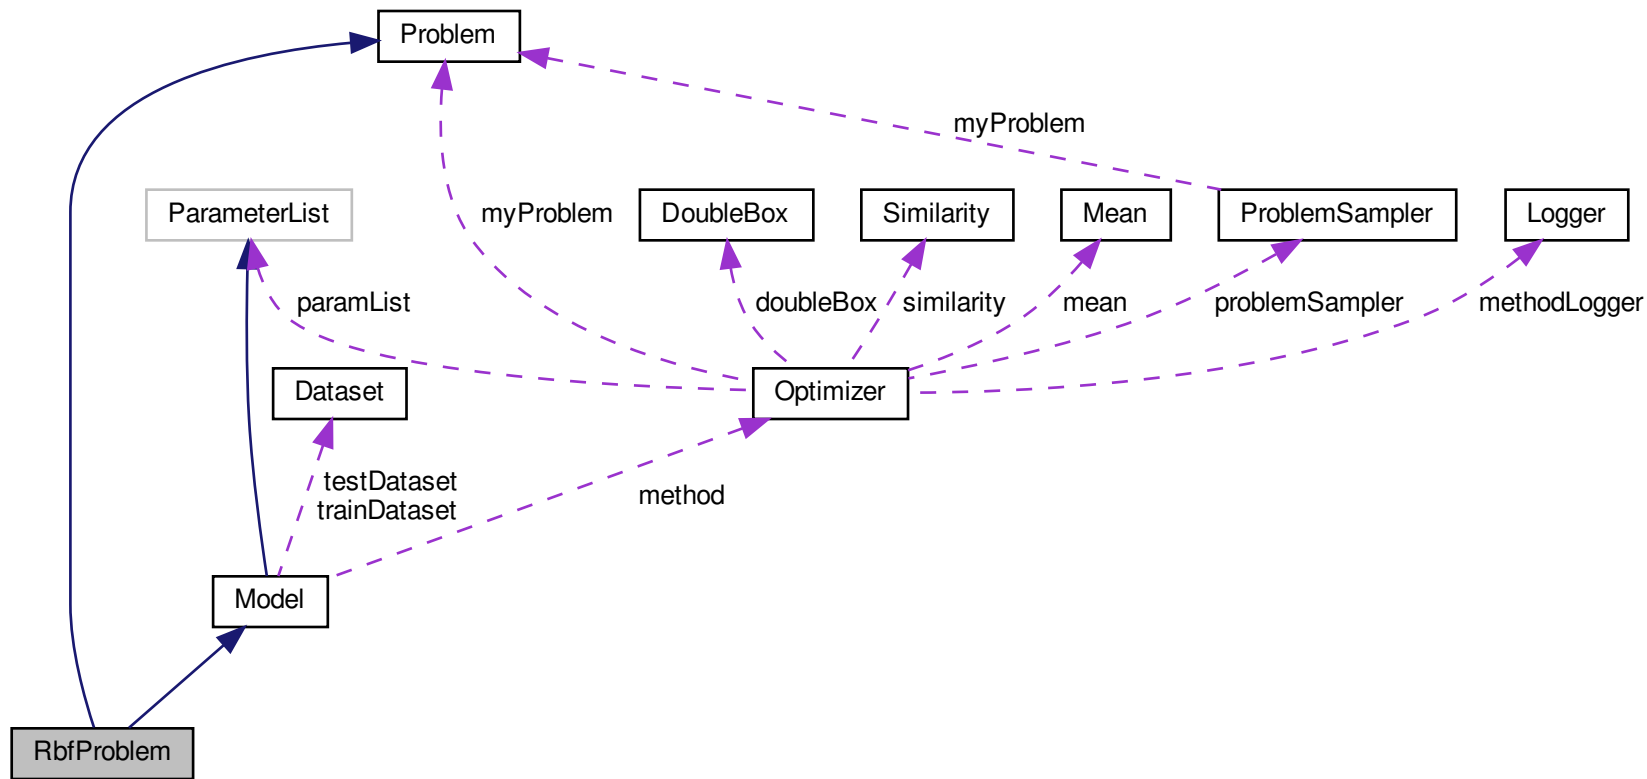 Problem
myProblem
ParameterList
myProblem
DoubleBox
Similarity
Mean
ProblemSampler
Logger
paramList
doubleBox
similarity
mean
problemSampler
methodLogger
Dataset
Optimizer
testDataset
trainDataset
method
Model
RbfProblem